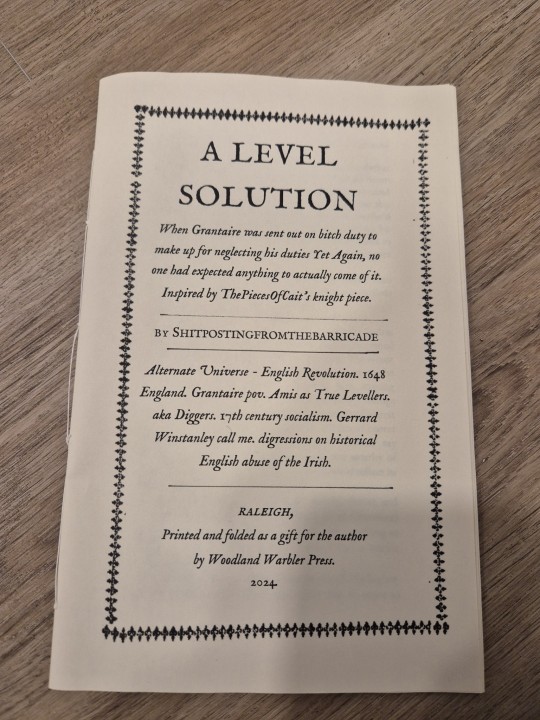 A LEVEL
SOLUTION
When Grantaire was sent out on bitch duty to
make up for neglecting his duties Yet Again, no
one had expected anything to actually come of it.
Inspired by ThePiecesOfCait's knight piece.
BY SHITPOSTINGFROMTHEBARRICADE
Alternate Universe - English Revolution. 1648
England. Grantaire pov. Amis as True Levellers.
aka Diggers. 17th century socialism. Gerrard
Winstanley call me. digressions on historical
English abuse of the Irish.
RALEIGH,
Printed and folded as a gift for the author
by Woodland Warbler Press.
2024